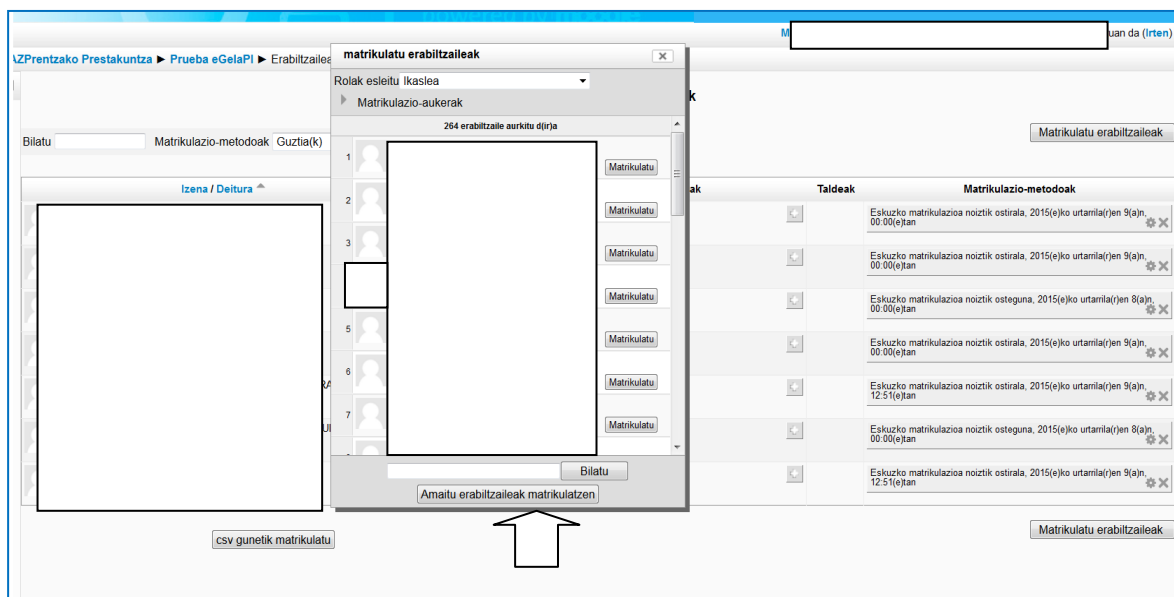 powered by moodle
M
uan da (Irten)
AZPrentzako Prestakuntza ► Prueba eGelaPI ► Erabiltzailea
matrikulatu erabiltzaileak
Rolak esleitu Ikaslea
Matrikulazio-aukerak
k
264 erabiltzaile aurkitu d(ir)a
Bilatu
Matrikulazio-metodoak Guztia(k)
Matrikulatu erabiltzaileak
1 Matrikulatu
2 Matrikulatu
3 Matrikulatu
Matrikulatu
5 Matrikulatu
6 Matrikulatu
7 Matrikulatu
Bilatu
Amaitu erabiltzaileak matrikulatzen
Izena / Deitura
ak
Taldeak
Matrikulazio-metodoak
Eskuzko matrikulazioa noiztik ostirala, 2015(e)ko urtarrila(r)en 9(a)n,
00:00(e)tan
Eskuzko matrikulazioa noiztik ostirala, 2015(e)ko urtarrila(r)en 9(a)n,
00:00(e)tan
Eskuzko matrikulazioa noiztik osteguna, 2015(e)ko urtarrila(r)en 8(a)n,
00:00(e)tan
Eskuzko matrikulazioa noiztik ostirala, 2015(e)ko urtarrila(r)en 9(a)n,
00:00(e)tan
RA
Eskuzko matrikulazioa noiztik ostirala, 2015(e)ko urtarrila(r)en 9(a)n,
12:51(e)tan
UI
Eskuzko matrikulazioa noiztik osteguna, 2015(e)ko urtarrila(r)en 8(a)n,
00:00(e)tan
Eskuzko matrikulazioa noiztik ostirala, 2015(e)ko urtarrila(r)en 9(a)n,
12:51(e)tan
csv gunetik matrikulatu
Matrikulatu erabiltzaileak